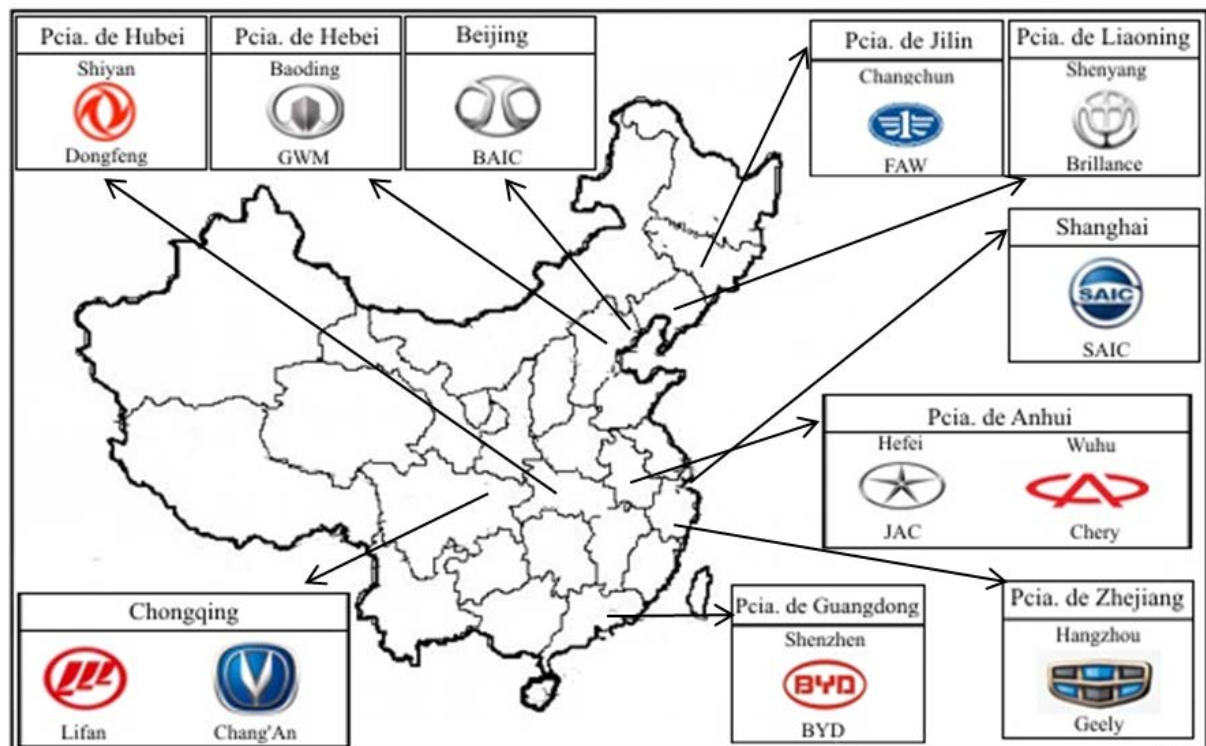 Pcia. de Hubei
Shiyan
Dongfeng
Pcia. de Hebei
Baoding
GWM
Beijing
BAIC
Pcia. de Jilin
Changchun
FAW
Pcia. de Liaoning
Shenyang
Brillance
Shanghai
SAIC
SAIC
Pcia. de Anhui
Hefei
JAC
Wuhu
Chery
Chongqing
Lifan
Chang'An
Pcia. de Guangdong
Shenzhen
BYD
BYD
Pcia. de Zhejiang
Hangzhou
Geely